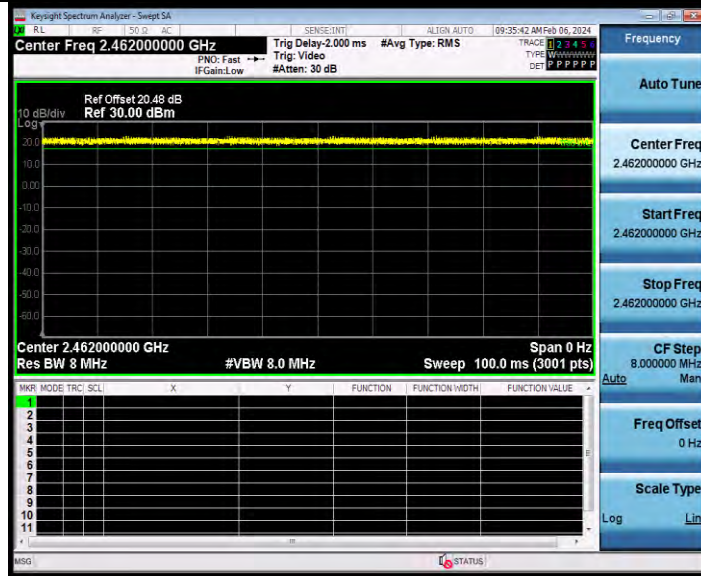 Keysight Spectrum Analyzer - Swept SA
RL RF 50 Ω AC SENSE:INT ALIGN AUTO 09:35:42 AM Feb 06, 2024
Center Freq 2.462000000 GHz
PNO: Fast
IFGain:Low
Trig Delay-2.000 ms
Trig: Video
#Atten: 30 dB
#Avg Type: RMS
TRACE 1 2 3 4 5 6
TYPE WWWWWW
DET P P P P P P
Ref Offset 20.48 dB
10 dB/div Ref 30.00 dBm
Log
20.0
10.0
0.00
-10.0
-20.0
-30.0
-40.0
-50.0
-60.0
Center 2.462000000 GHz Span 0 Hz
Res BW 8 MHz #VBW 8.0 MHz Sweep 100.0 ms (3001 pts)
MKR MODE TRC SCL X Y FUNCTION FUNCTION WIDTH FUNCTION VALUE
1
2
3
4
5
6
7
8
9
10
11
MSG STATUS
Frequency
Auto Tune
Center Freq
2.462000000 GHz
Start Freq
2.462000000 GHz
Stop Freq
2.462000000 GHz
CF Step
8.000000 MHz
Auto Man
Freq Offset
0 Hz
Scale Type
Log Lin